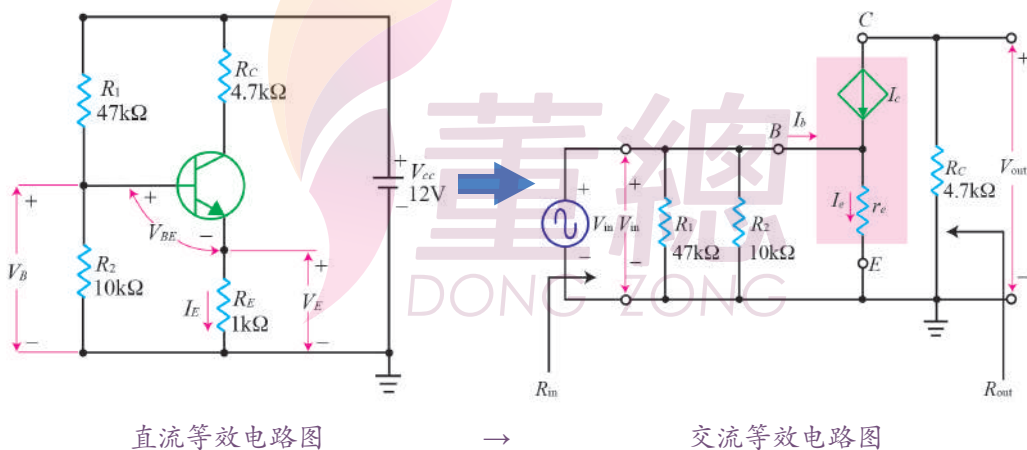 R1
47kΩ
RC
4.7kΩ
+
VBE
−
+
VB
−
R2
10kΩ
IE
RE
1kΩ
+
VE
−
+
Vcc
12V
−
董總
DONG ZONG
C
Ic
Ib
B
Ie
re
E
+
Vin
−
+
Vin
−
R1
47kΩ
R2
10kΩ
RC
4.7kΩ
+
Vout
−
Rin
Rout
直流等效电路图 → 交流等效电路图